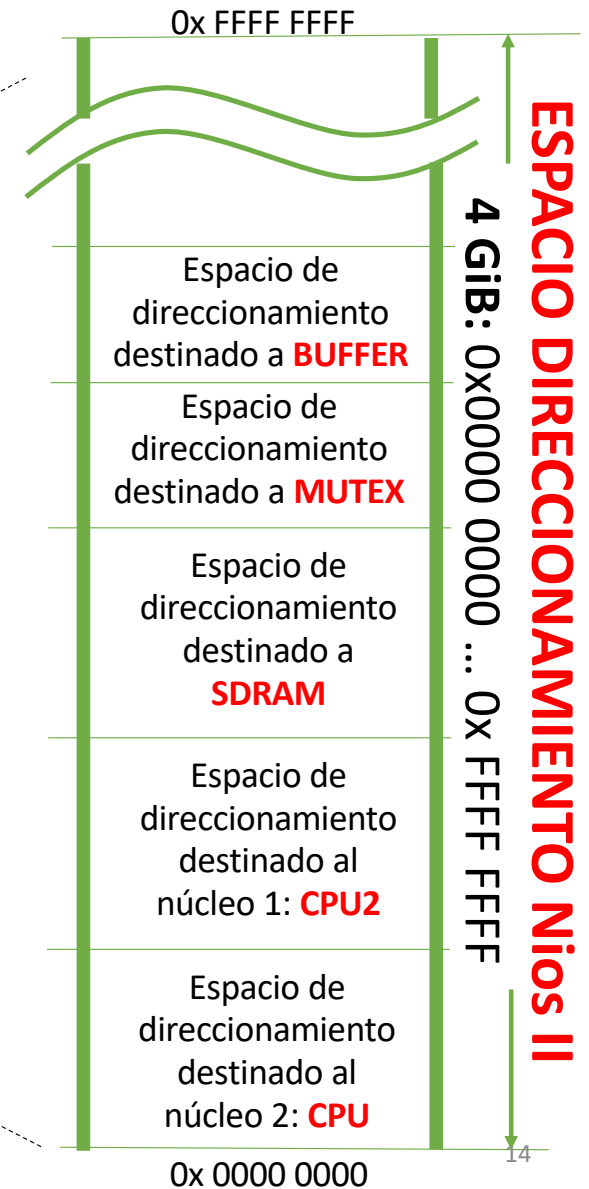 0x FFFF FFFF
Espacio de
direccionamiento
destinado a BUFFER
Espacio de
direccionamiento
destinado a MUTEX
Espacio de
direccionamiento
destinado a
SDRAM
Espacio de
direccionamiento
destinado al
núcleo 1: CPU2
Espacio de
direccionamiento
destinado al
núcleo 2: CPU
0x 0000 0000
4 GiB: 0x0000 0000 ... 0x FFFF FFFF
ESPACIO DIRECCIONAMIENTO Nios II
14